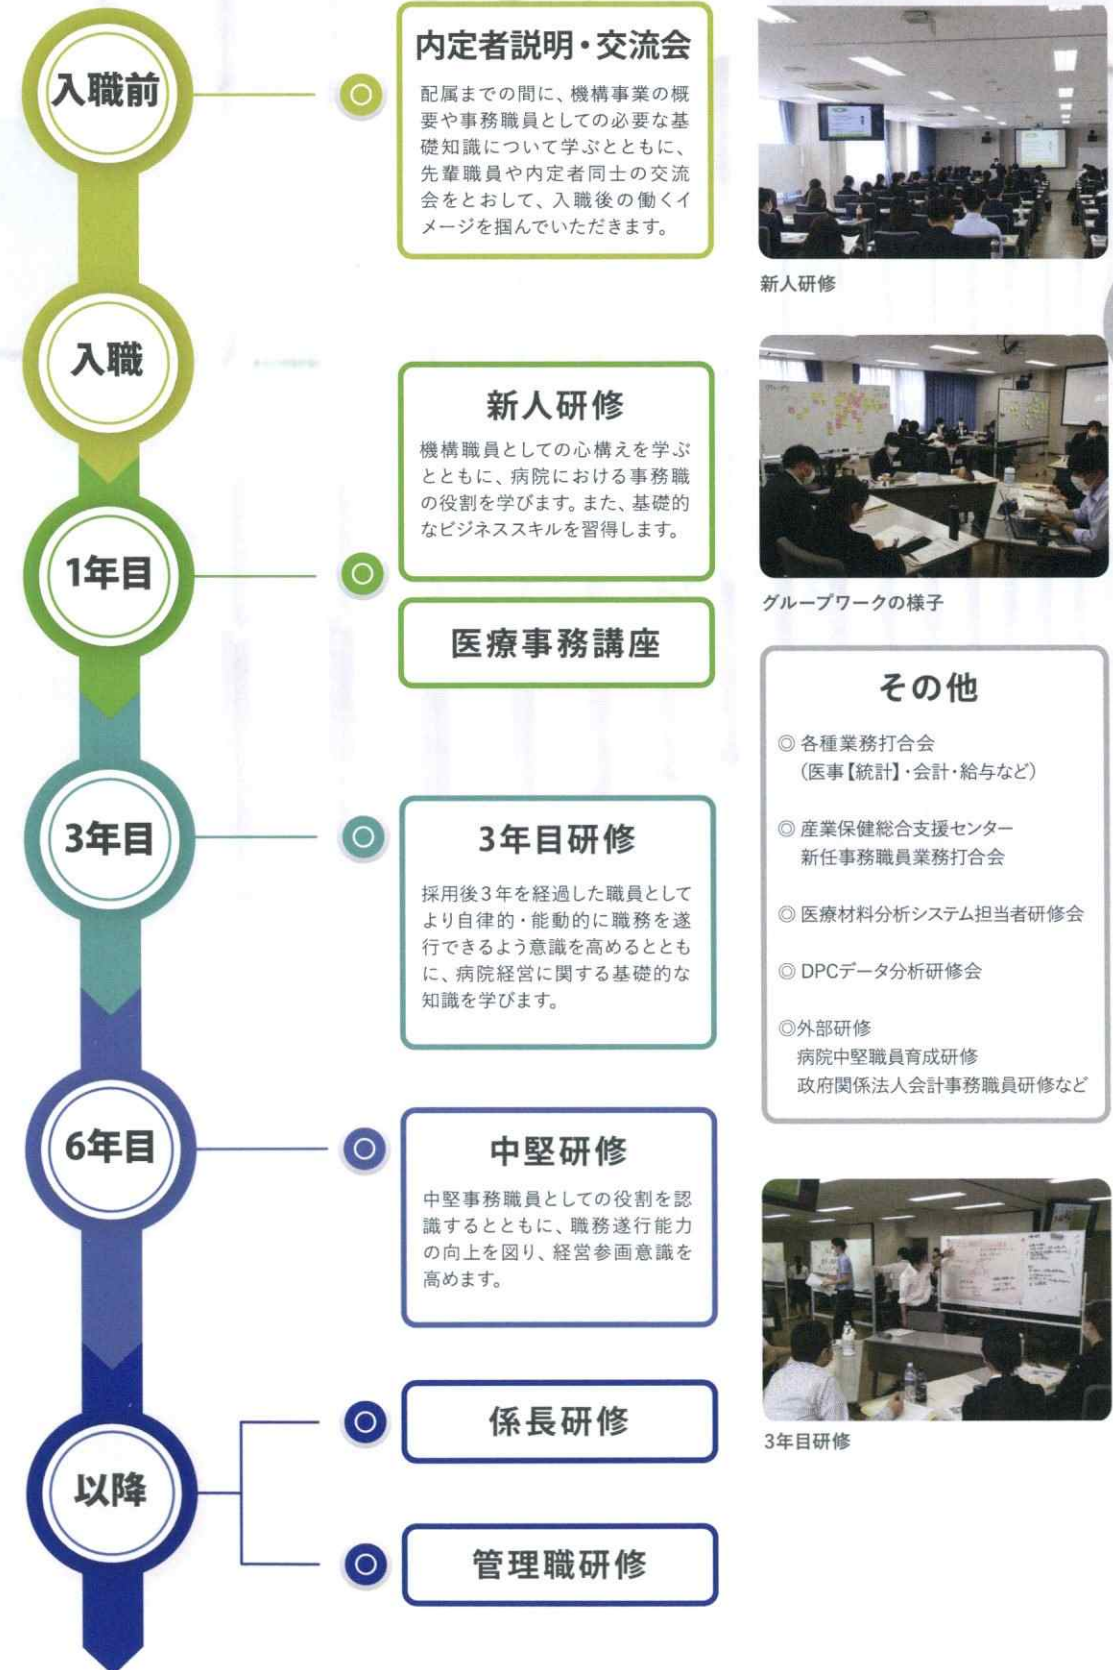 入職前
内定者説明・交流会
配属までの間に、機構事業の概
要や事務職員としての必要な基
礎知識について学ぶとともに、
先輩職員や内定者同士の交流
会をとおして、入職後の働くイ
メージを掴んでいただきます。
新人研修
入職
新人研修
機構職員としての心構えを学ぶ
とともに、病院における事務職
の役割を学びます。また、基礎的
なビジネススキルを習得します。
1年目
医療事務講座
グループワークの様子
その他
◎ 各種業務打合会
（医事【統計】・会計・給与など）
◎ 産業保健総合支援センター
新任事務職員業務打合会
◎ 医療材料分析システム担当者研修会
◎ DPCデータ分析研修会
◎外部研修
病院中堅職員育成研修
政府関係法人会計事務職員研修など
3年目
3年目研修
採用後3年を経過した職員として
より自律的・能動的に職務を遂
行できるよう意識を高めるととも
に、病院経営に関する基礎的な
知識を学びます。
6年目
中堅研修
中堅事務職員としての役割を認
識するとともに、職務遂行能力
の向上を図り、経営参画意識を
高めます。
3年目研修
以降
係長研修
管理職研修